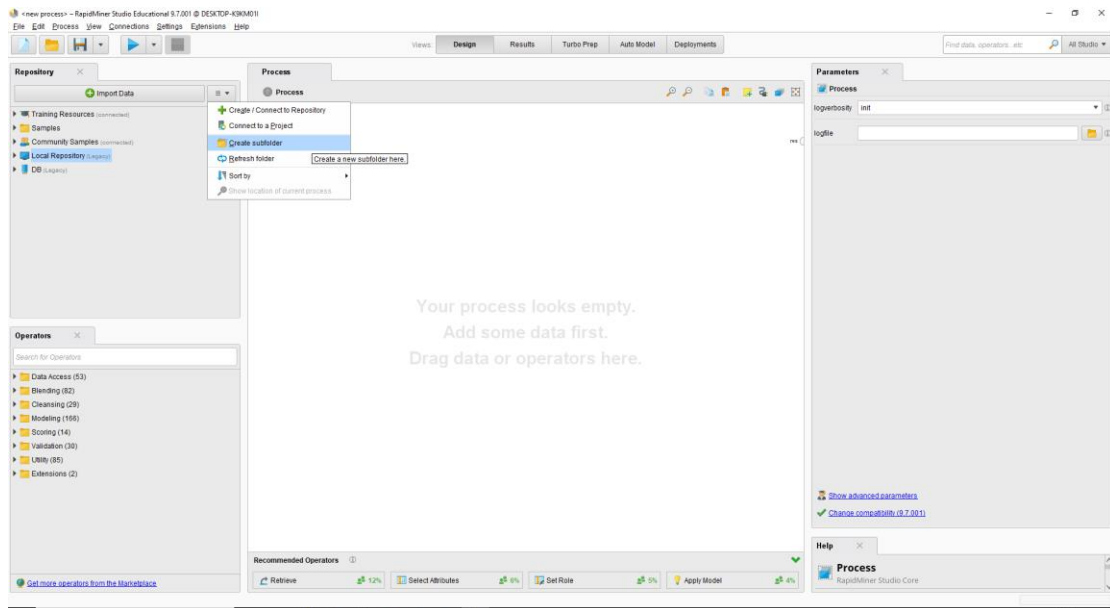 <new process> – RapidMiner Studio Educational 9.7.001 @ DESKTOP-K9KM01I
File Edit Process View Connections Settings Extensions Help
Views: Design Results Turbo Prep Auto Model Deployments
Find data, operators...etc
All Studio
Repository
Import Data
Training Resources (connected)
Samples
Community Samples (connected)
Local Repository (Legacy)
DB (Legacy)
Create / Connect to Repository
Connect to a Project
Create subfolder
Refresh folder
Create a new subfolder here.
Sort by
Show location of current process
Operators
Search for Operators
Data Access (53)
Blending (82)
Cleansing (29)
Modeling (166)
Scoring (14)
Validation (30)
Utility (85)
Extensions (2)
Get more operators from the Marketplace
Process
Process
res
Your process looks empty.
Add some data first.
Drag data or operators here.
Recommended Operators
Retrieve 12%
Select Attributes 6%
Set Role 5%
Apply Model 4%
Parameters
Process
logverbosity init
logfile
Show advanced parameters
Change compatibility (9.7.001)
Help
Process
RapidMiner Studio Core